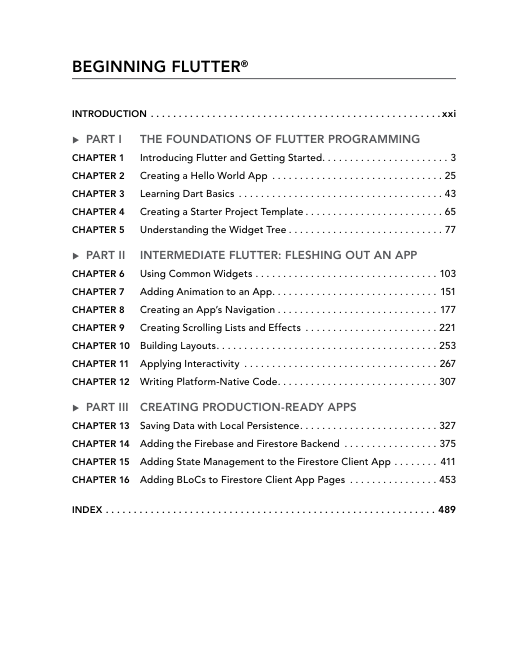 BEGINNING FLUTTER®
INTRODUCTION . . . . . . . . . . . . . . . . . . . . . . . . . . . . . . . . . . . . . . . . . . . . . . . . . . . . xxi
▶ PART I THE FOUNDATIONS OF FLUTTER PROGRAMMING
CHAPTER 1 Introducing Flutter and Getting Started. . . . . . . . . . . . . . . . . . . . . . 3
CHAPTER 2 Creating a Hello World App . . . . . . . . . . . . . . . . . . . . . . . . . . . . . . 25
CHAPTER 3 Learning Dart Basics . . . . . . . . . . . . . . . . . . . . . . . . . . . . . . . . . . . . 43
CHAPTER 4 Creating a Starter Project Template . . . . . . . . . . . . . . . . . . . . . . . . 65
CHAPTER 5 Understanding the Widget Tree . . . . . . . . . . . . . . . . . . . . . . . . . . . 77
▶ PART II INTERMEDIATE FLUTTER: FLESHING OUT AN APP
CHAPTER 6 Using Common Widgets . . . . . . . . . . . . . . . . . . . . . . . . . . . . . . . . 103
CHAPTER 7 Adding Animation to an App. . . . . . . . . . . . . . . . . . . . . . . . . . . . . 151
CHAPTER 8 Creating an App’s Navigation . . . . . . . . . . . . . . . . . . . . . . . . . . . . 177
CHAPTER 9 Creating Scrolling Lists and Effects . . . . . . . . . . . . . . . . . . . . . . . . 221
CHAPTER 10 Building Layouts. . . . . . . . . . . . . . . . . . . . . . . . . . . . . . . . . . . . . . . 253
CHAPTER 11 Applying Interactivity . . . . . . . . . . . . . . . . . . . . . . . . . . . . . . . . . . 267
CHAPTER 12 Writing Platform-Native Code. . . . . . . . . . . . . . . . . . . . . . . . . . . . 307
▶ PART III CREATING PRODUCTION-READY APPS
CHAPTER 13 Saving Data with Local Persistence. . . . . . . . . . . . . . . . . . . . . . . . 327
CHAPTER 14 Adding the Firebase and Firestore Backend . . . . . . . . . . . . . . . . . 375
CHAPTER 15 Adding State Management to the Firestore Client App . . . . . . . . 411
CHAPTER 16 Adding BLoCs to Firestore Client App Pages . . . . . . . . . . . . . . . . 453
INDEX . . . . . . . . . . . . . . . . . . . . . . . . . . . . . . . . . . . . . . . . . . . . . . . . . . . . . . . . . . . 489